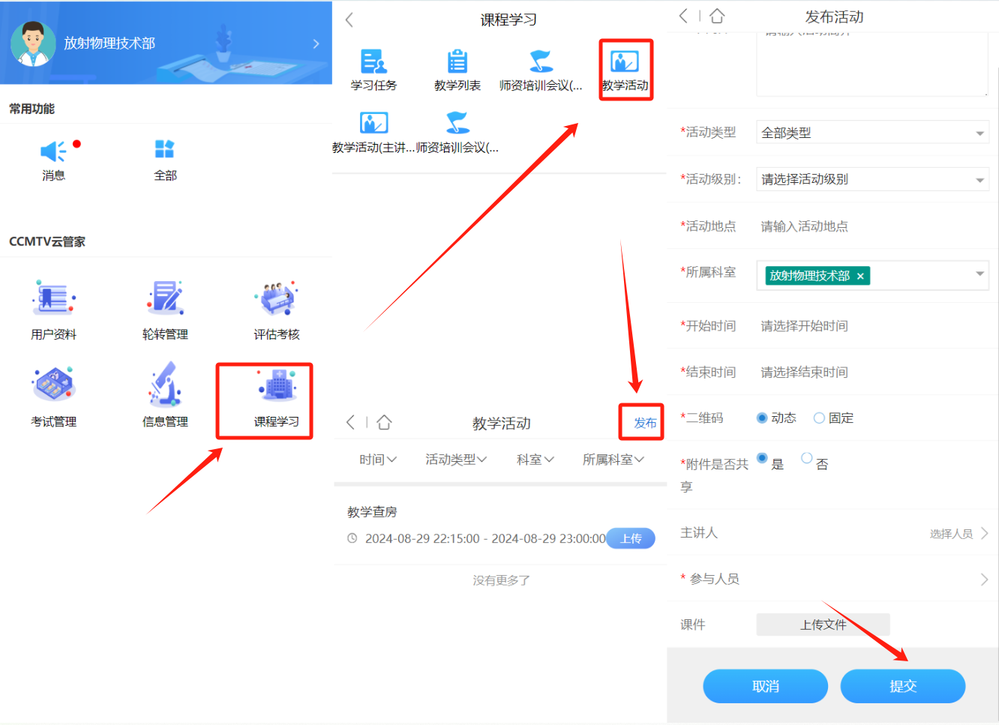 放射物理技术部
常用功能
消息
全部
CCMTV云管家
用户资料
轮转管理
评估考核
考试管理
信息管理
课程学习
课程学习
学习任务
教学列表
师资培训会议(...
教学活动
教学活动(主讲...
师资培训会议(...
教学活动
发布
时间
活动类型
科室
所属科室
教学查房
2024-08-29 22:15:00 - 2024-08-29 23:00:00
上传
没有更多了
发布活动
*活动类型
全部类型
*活动级别:
请选择活动级别
*活动地点
请输入活动地点
*所属科室
放射物理技术部 ×
*开始时间
请选择开始时间
*结束时间
请选择结束时间
*二维码
动态
固定
*附件是否共
享
是
否
主讲人
选择人员
* 参与人员
课件
上传文件
取消
提交